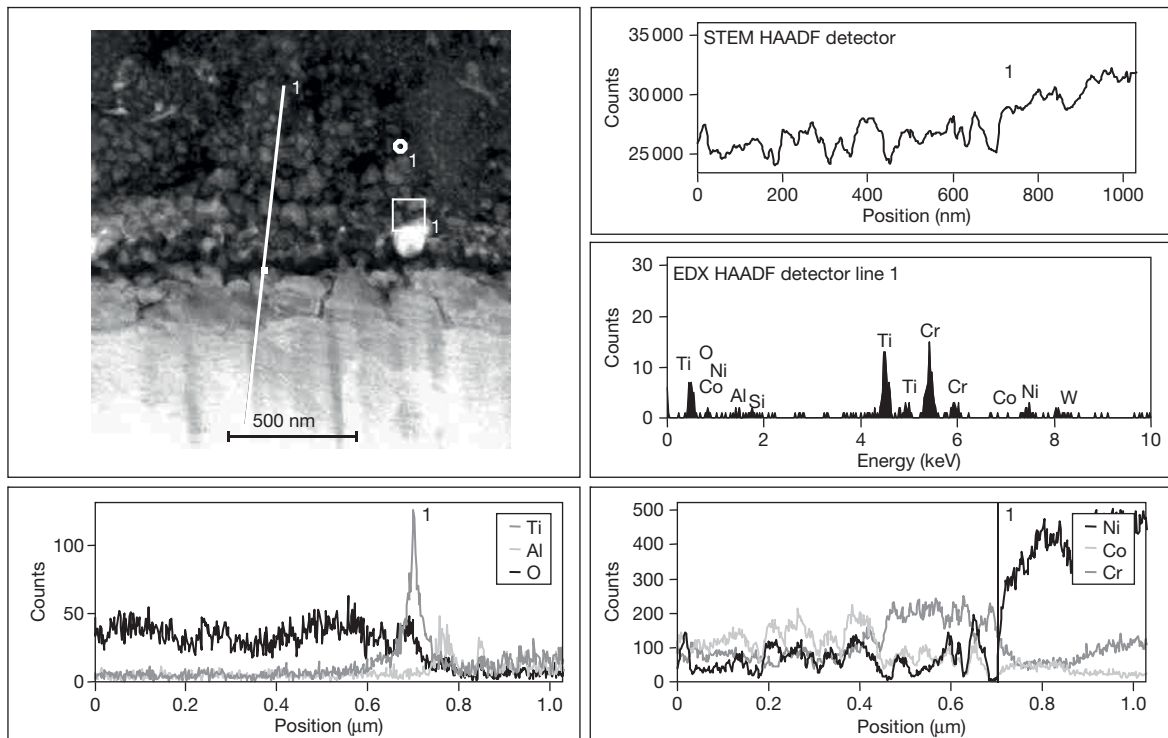 1
1
1
500 nm
STEM HAADF detector
1
35 000
30 000
25 000
Counts
0 200 400 600 800 1000
Position (nm)
EDX HAADF detector line 1
30
20
10
0
Counts
Ti
O
Ni
Co
Al
Si
Ti
Ti
Cr
Cr
Co
Ni
W
0 2 4 6 8 10
Energy (keV)
1
Ti
Al
O
100
50
0
Counts
0 0.2 0.4 0.6 0.8 1.0
Position (μm)
1
Ni
Co
Cr
500
400
300
200
100
0
Counts
0 0.2 0.4 0.6 0.8 1.0
Position (μm)